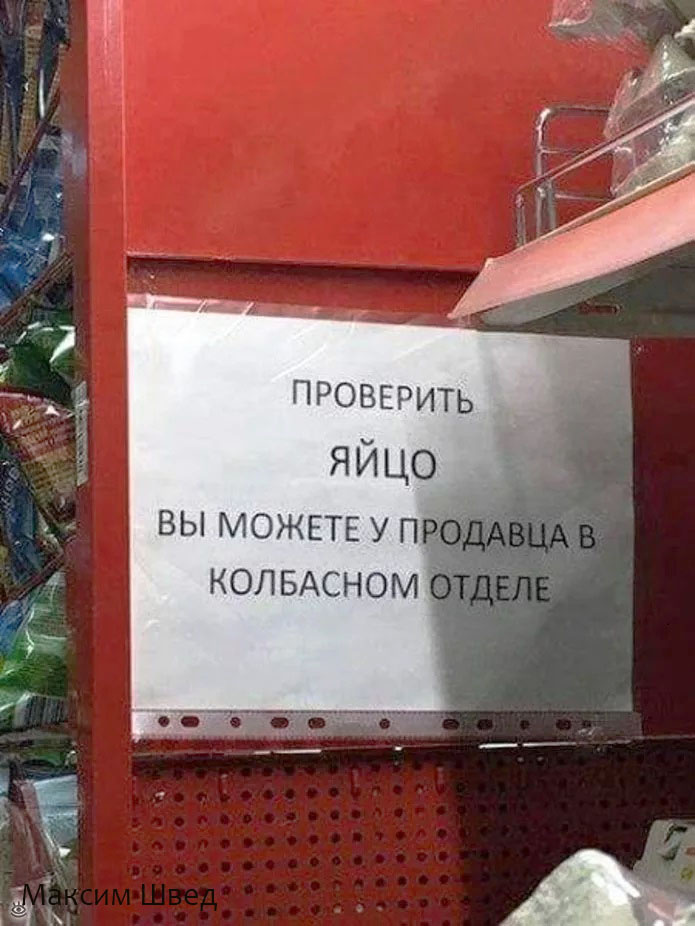 ПРОВЕРИТЬ
ЯЙЦО
ВЫ МОЖЕТЕ У ПРОДАВЦА В
КОЛБАСНОМ ОТДЕЛЕ
Максим Швед